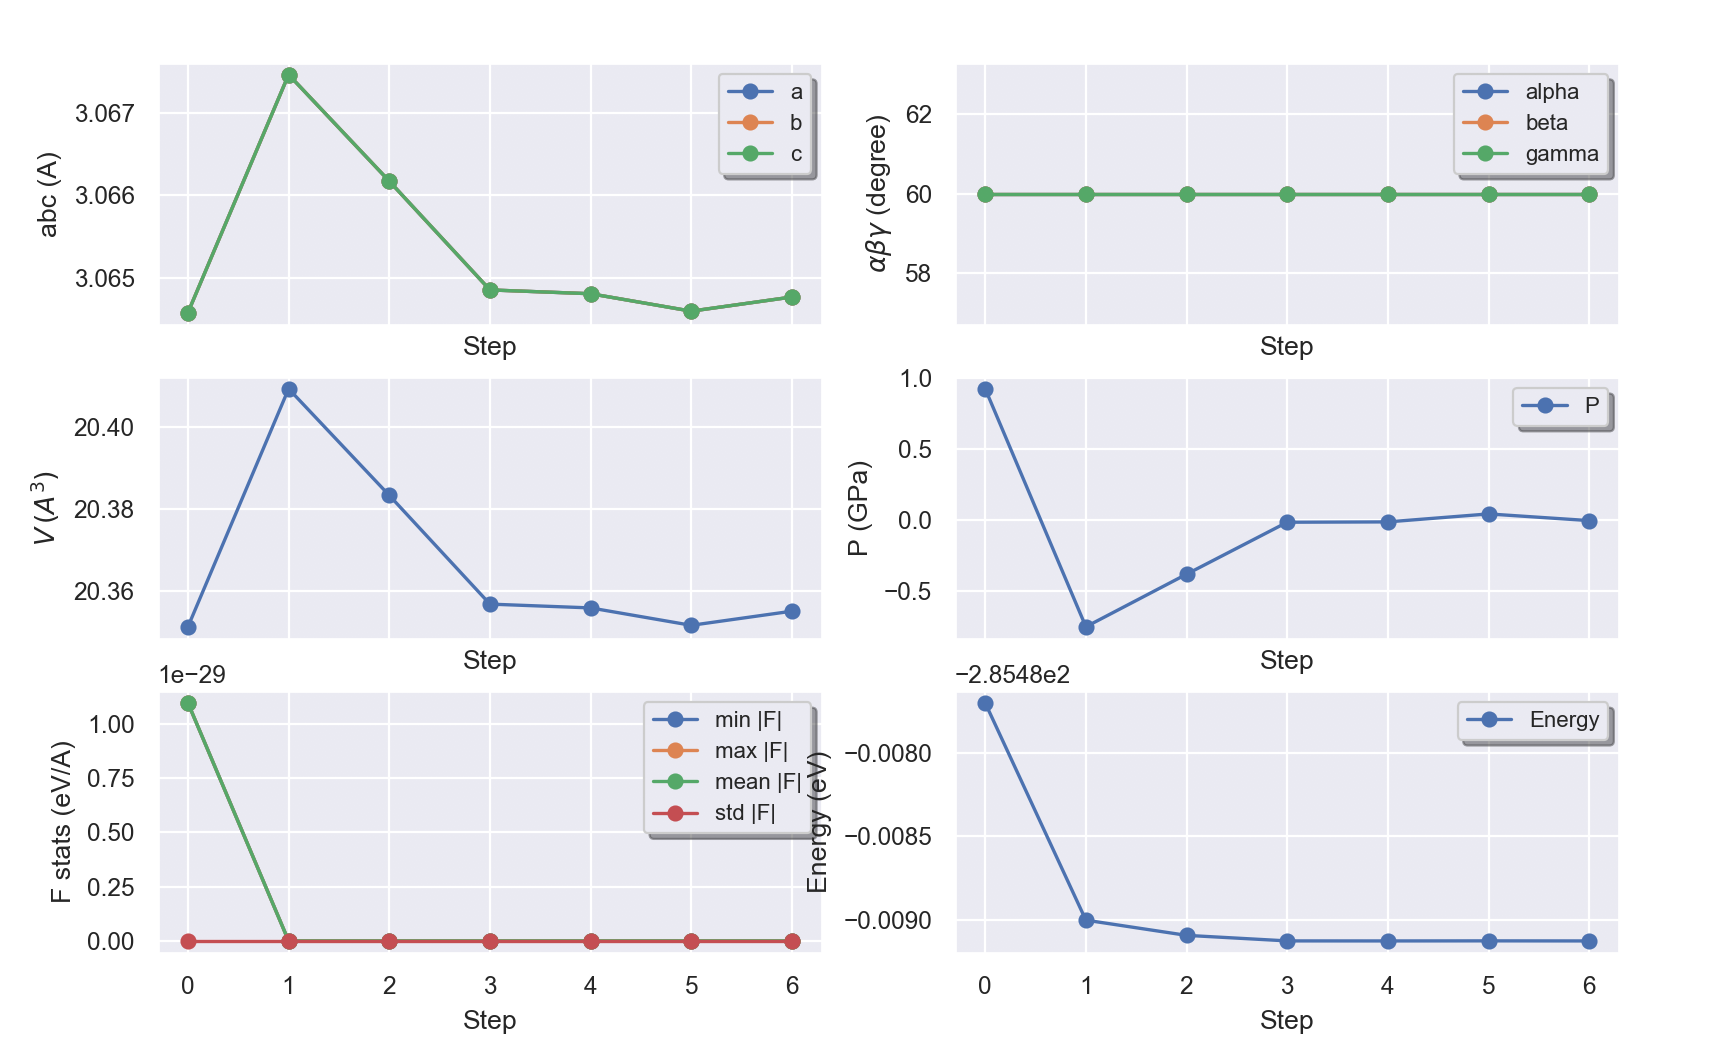 3.067
3.066
3.065
abc (A)
a
b
c
Step
62
60
58
αβγ (degree)
alpha
beta
gamma
Step
20.40
20.38
20.36
V (A³)
Step
1.0
0.5
0.0
−0.5
P (GPa)
P
Step
1e−29
1.00
0.75
0.50
0.25
0.00
F stats (eV/A)
min |F|
max |F|
mean |F|
std |F|
0 1 2 3 4 5 6
Step
−2.8548e2
−0.0080
−0.0085
−0.0090
Energy (eV)
Energy
0 1 2 3 4 5 6
Step